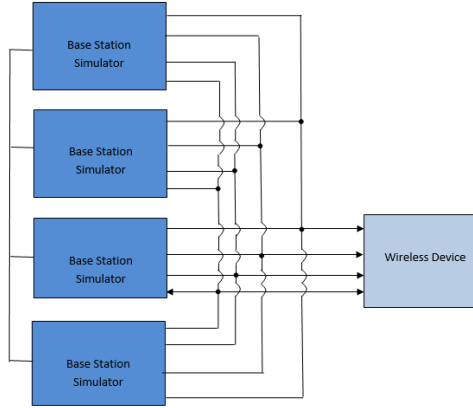 Base Station
Simulator
Base Station
Simulator
Base Station
Simulator
Wireless Device
Base Station
Simulator